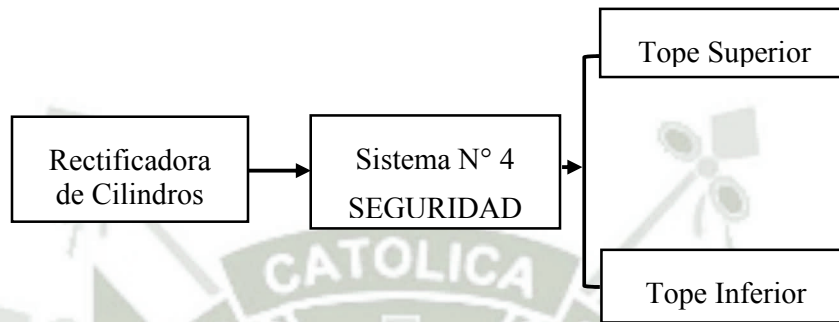 Tope Superior
Rectificadora
de Cilindros
Sistema N° 4
SEGURIDAD
CATOLICA
Tope Inferior